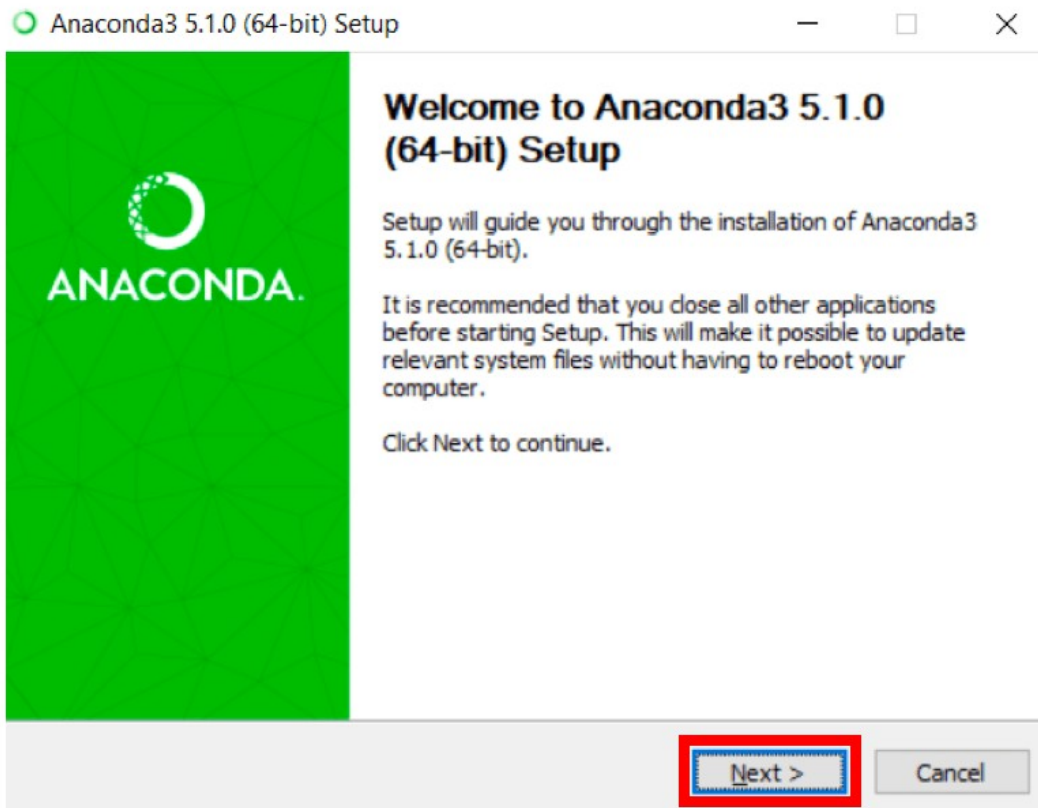 Anaconda3 5.1.0 (64-bit) Setup
ANACONDA.
Welcome to Anaconda3 5.1.0
(64-bit) Setup
Setup will guide you through the installation of Anaconda3
5.1.0 (64-bit).
It is recommended that you close all other applications
before starting Setup. This will make it possible to update
relevant system files without having to reboot your
computer.
Click Next to continue.
Next >
Cancel